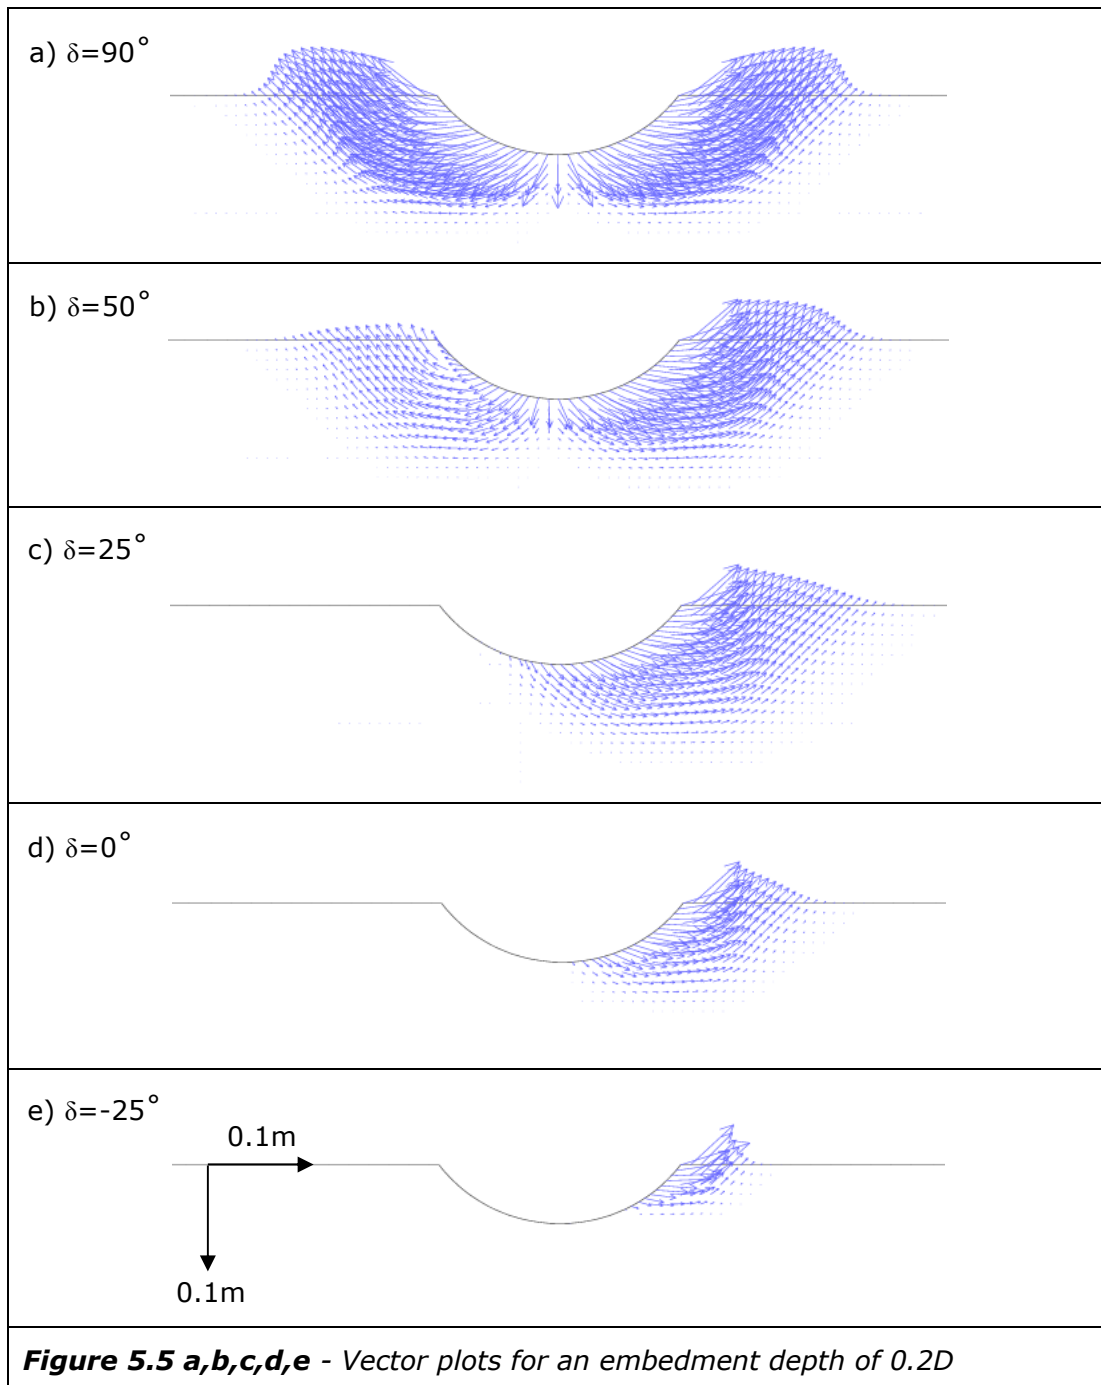 a) δ=90˚
b) δ=50˚
c) δ=25˚
d) δ=0˚
e) δ=-25˚
0.1m
0.1m
Figure 5.5 a,b,c,d,e - Vector plots for an embedment depth of 0.2D